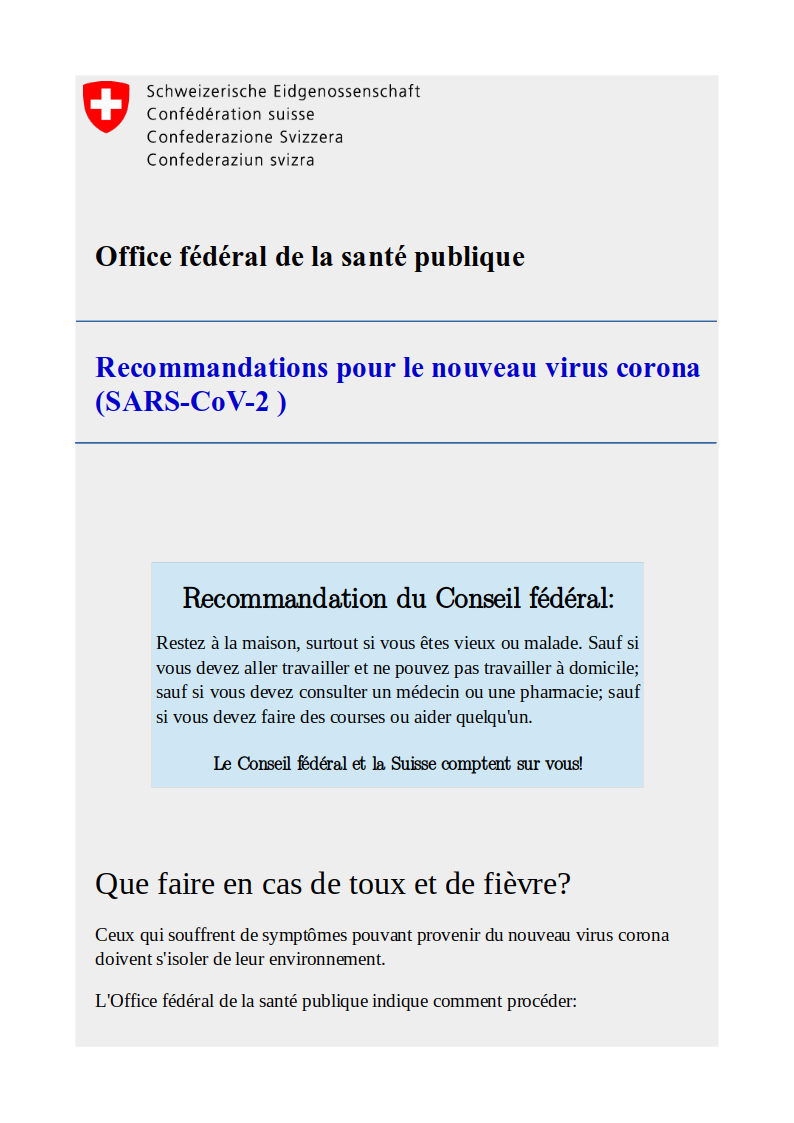 Schweizerische Eidgenossenschaft
Confédération suisse
Confederazione Svizzera
Confederaziun svizra
Office fédéral de la santé publique
Recommandations pour le nouveau virus corona
(SARS-CoV-2 )
Recommandation du Conseil fédéral:
Restez à la maison, surtout si vous êtes vieux ou malade. Sauf si
vous devez aller travailler et ne pouvez pas travailler à domicile;
sauf si vous devez consulter un médecin ou une pharmacie; sauf
si vous devez faire des courses ou aider quelqu'un.
Le Conseil fédéral et la Suisse comptent sur vous!
Que faire en cas de toux et de fièvre?
Ceux qui souffrent de symptômes pouvant provenir du nouveau virus corona
doivent s'isoler de leur environnement.
L'Office fédéral de la santé publique indique comment procéder: